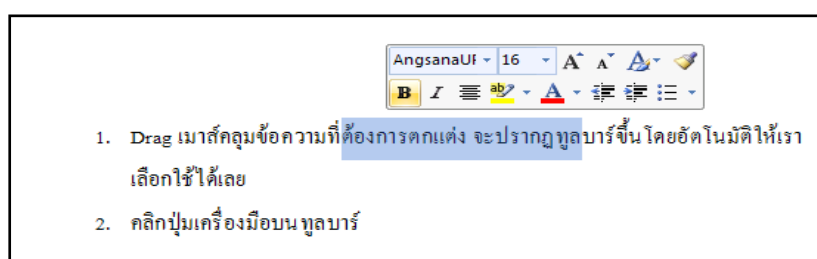 AngsanaUI 16 A A A
B I ab A
1. Drag เมาส์คลุมข้อความที่ต้องการตกแต่ง จะปรากฏทูลบาร์ขึ้นโดยอัตโนมัติให้เรา
เลือกใช้ได้เลย
2. คลิกปุ่มเครื่องมือบนทูลบาร์